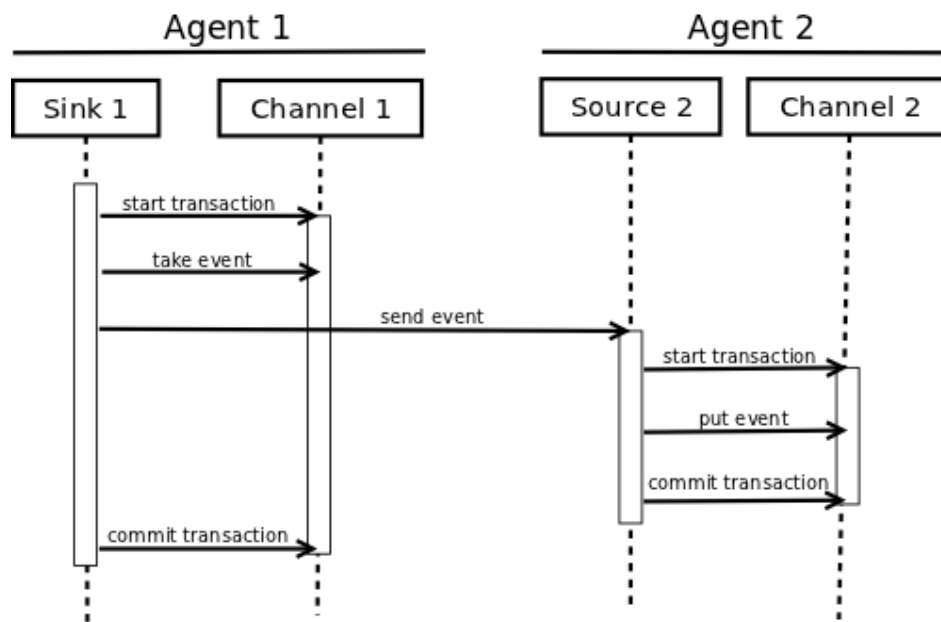 Agent 1
Agent 2
Sink 1
Channel 1
Source 2
Channel 2
start transaction
take event
send event
start transaction
put event
commit transaction
commit transaction